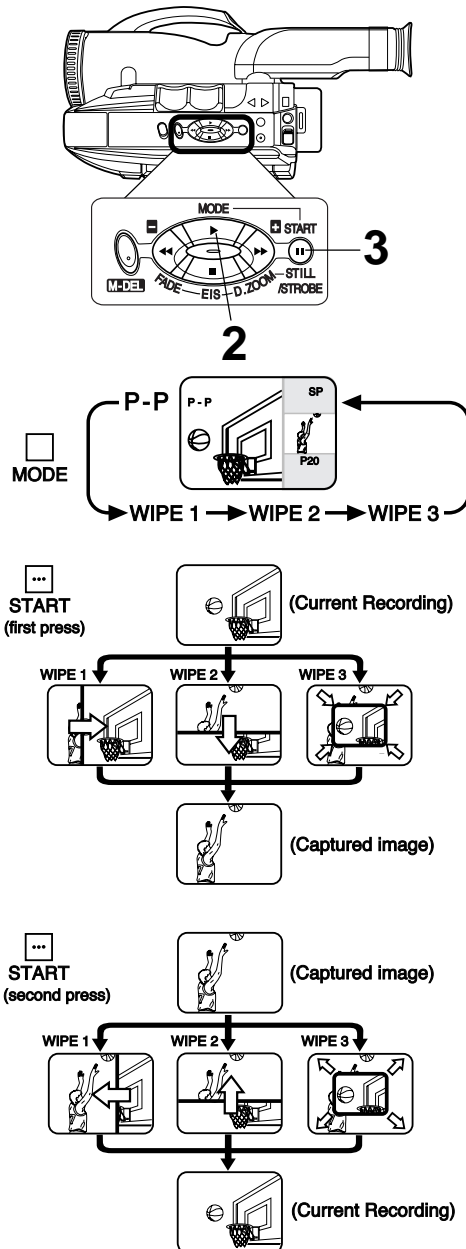 MODE
- + START
3
M-DEL
FADE EIS D.ZOOM STILL
/STROBE
2
P-P P-P SP
P20
MODE
WIPE 1 WIPE 2 WIPE 3
START
(first press)
(Current Recording)
WIPE 1 WIPE 2 WIPE 3
(Captured image)
START
(second press)
(Captured image)
WIPE 1 WIPE 2 WIPE 3
(Current Recording)